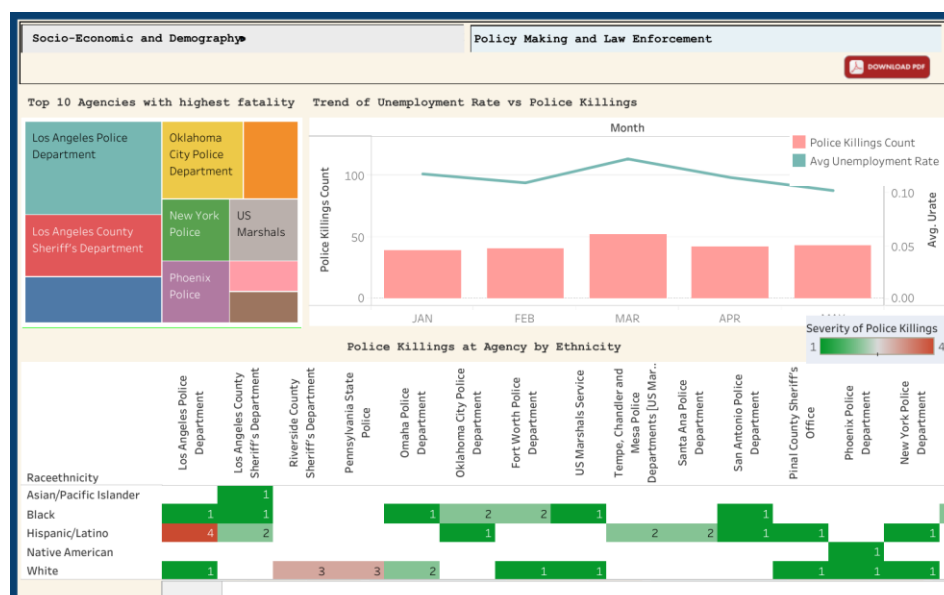 Socio-Economic and Demography
Policy Making and Law Enforcement
DOWNLOAD PDF
Top 10 Agencies with highest fatality
Trend of Unemployment Rate vs Police Killings
Los Angeles Police
Department
Oklahoma
City Police
Department
Los Angeles County
Sheriff's Department
New York
Police
US
Marshals
Phoenix
Police
Month
Police Killings Count
Avg Unemployment Rate
Police Killings Count
100
50
0
0.10
0.05
0.00
Avg. Urate
JAN
FEB
MAR
APR
Severity of Police Killings
1
4
Police Killings at Agency by Ethnicity
Raceethnicity
Los Angeles Police
Department
Los Angeles County
Sheriff's Department
Riverside County
Sheriff's Department
Pennsylvania State
Police
Omaha Police
Department
Oklahoma City Police
Department
Fort Worth Police
Department
US Marshals Service
Tempe, Chandler and
Mesa Police
Departments [US Mar..
Santa Ana Police
Department
San Antonio Police
Department
Pinal County Sheriff's
Office
Phoenix Police
Department
New York Police
Department
Asian/Pacific Islander 1
Black 1 1 1 2 2 1 1
Hispanic/Latino 4 2 1 2 2 1 1 1
Native American 1
White 1 3 3 2 1 1 1 1 1